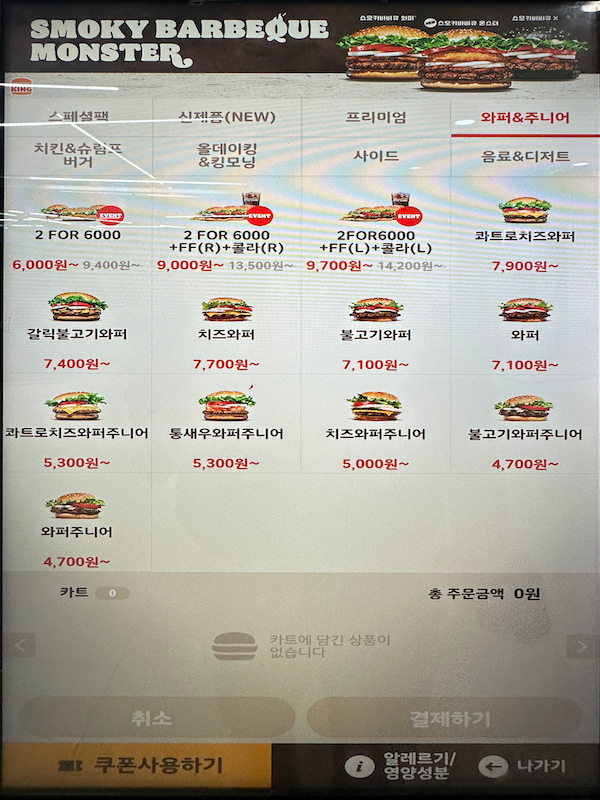 SMOKY BARBEQUE
MONSTER
스모키바비큐 와퍼
스모키바비큐 몬스터
스모키바비큐 X
KING
스페셜팩
신제품(NEW)
프리미엄
와퍼&주니어
치킨&슈림프
버거
올데이킹
&킹모닝
사이드
음료&디저트
EVENT
2 FOR 6000
6,000원~ 9,400원~
EVENT
2 FOR 6000
+FF(R)+콜라(R)
9,000원~ 13,500원~
EVENT
2FOR6000
+FF(L)+콜라(L)
9,700원~ 14,200원~
콰트로치즈와퍼
7,900원~
갈릭불고기와퍼
7,400원~
치즈와퍼
7,700원~
불고기와퍼
7,100원~
와퍼
7,100원~
콰트로치즈와퍼주니어
5,300원~
통새우와퍼주니어
5,300원~
치즈와퍼주니어
5,000원~
불고기와퍼주니어
4,700원~
와퍼주니어
4,700원~
카트 0
총 주문금액 0원
카트에 담긴 상품이
없습니다
취소
결제하기
쿠폰사용하기
알레르기/
영양성분
나가기